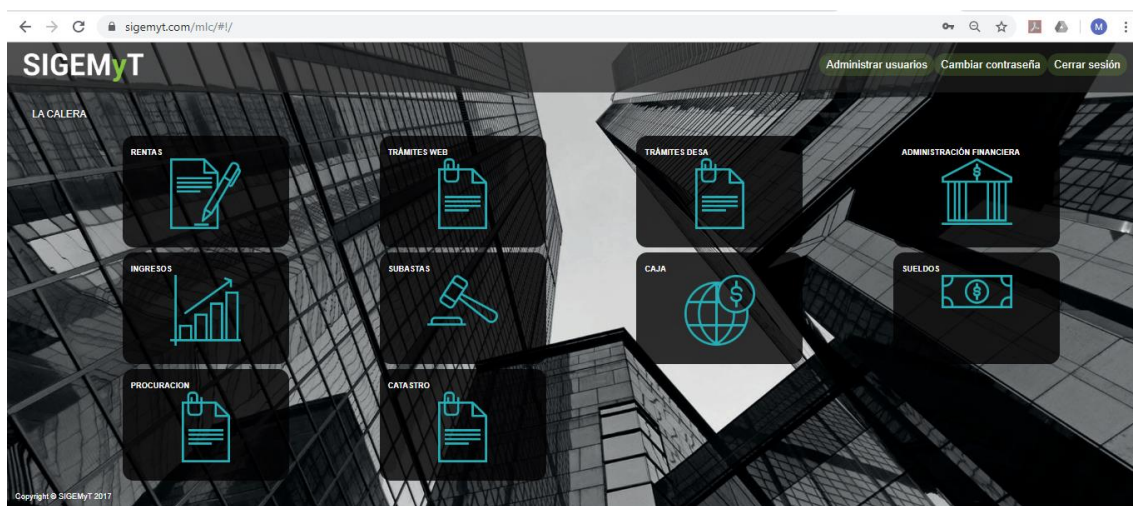 sigemyt.com/mlc/#!/
M
SIGEMyT
Administrar usuarios Cambiar contraseña Cerrar sesión
LA CALERA
RENTAS
TRÁMITES WEB
TRÁMITES DESA
ADMINISTRACIÓN FINANCIERA
INGRESOS
SUBASTAS
CAJA
SUELDOS
PROCURACION
CATASTRO
Copyright © SIGEMyT 2017